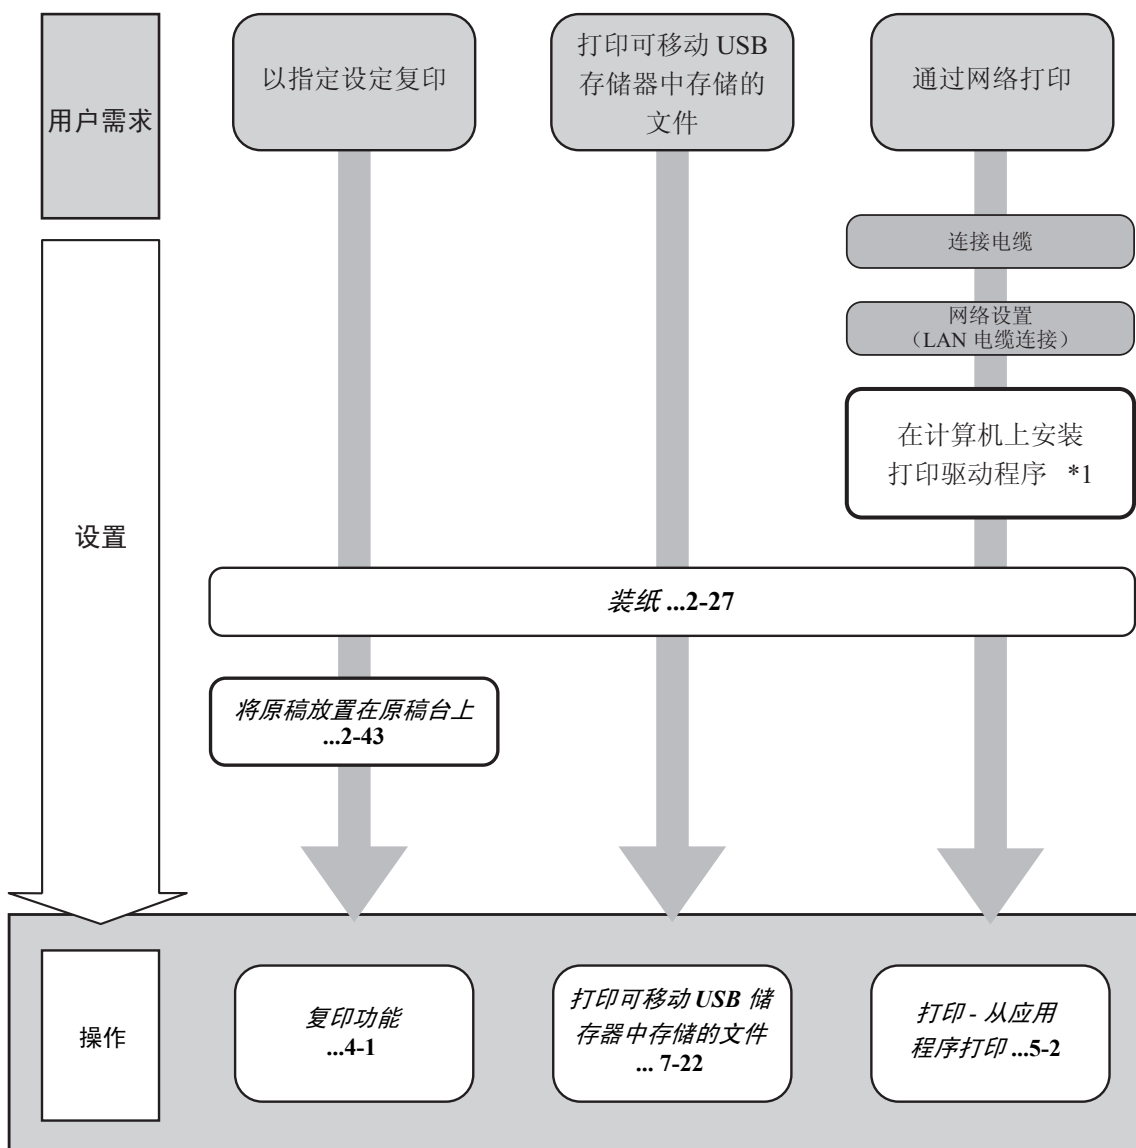 用户需求
以指定设定复印
打印可移动 USB
存储器中存储的
文件
通过网络打印
连接电缆
网络设置
（LAN 电缆连接）
在计算机上安装
打印驱动程序 *1
设置
装纸 ...2-27
将原稿放置在原稿台上
...2-43
操作
复印功能
...4-1
打印可移动 USB 储
存器中存储的文件
... 7-22
打印 - 从应用
程序打印 ...5-2